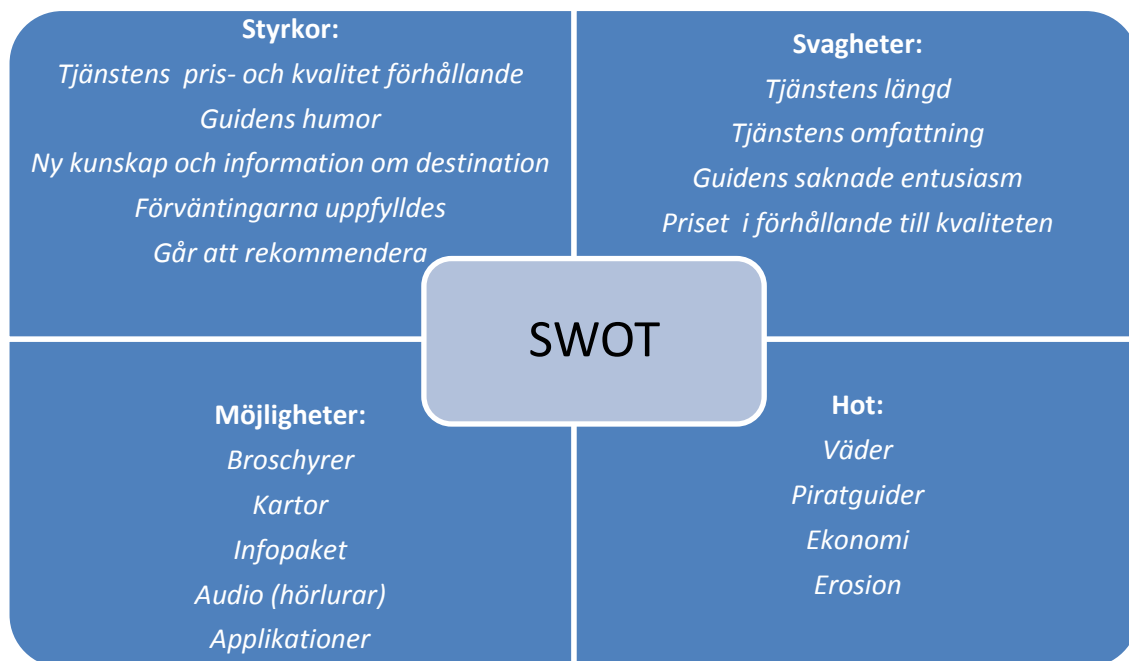 Styrkor:
Tjänstens pris- och kvalitet förhållande
Guidens humor
Ny kunskap och information om destination
Förväntingarna uppfylldes
Går att rekommendera
Svagheter:
Tjänstens längd
Tjänstens omfattning
Guidens saknade entusiasm
Priset i förhållande till kvaliteten
SWOT
Möjligheter:
Broschyrer
Kartor
Infopaket
Audio (hörlurar)
Applikationer
Hot:
Väder
Piratguider
Ekonomi
Erosion